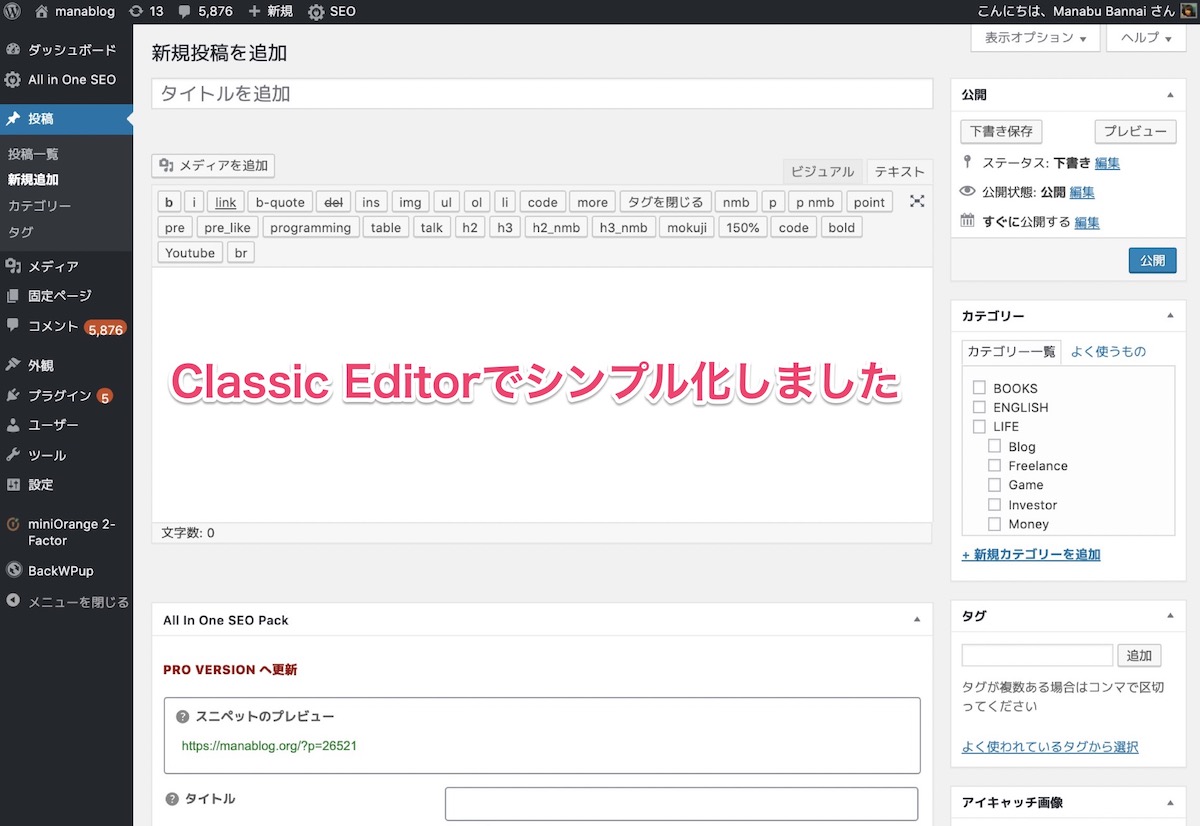 manablog 13 5,876 新規 SEO こんにちは、Manabu Bannai さん
ダッシュボード
All in One SEO
投稿
投稿一覧
新規追加
カテゴリー
タグ
メディア
固定ページ
コメント 5,876
外観
プラグイン 5
ユーザー
ツール
設定
miniOrange 2-
Factor
BackWPup
メニューを閉じる
表示オプション ヘルプ
新規投稿を追加
タイトルを追加
メディアを追加
ビジュアル テキスト
b i link b-quote del ins img ul ol li code more タグを閉じる nmb p p nmb point
pre pre_like programming table talk h2 h3 h2_nmb h3_nmb mokuji 150% code bold
Youtube br
Classic Editorでシンプル化しました
文字数: 0
All In One SEO Pack
PRO VERSION へ更新
スニペットのプレビュー
https://manablog.org/?p=26521
タイトル
公開
下書き保存 プレビュー
ステータス: 下書き 編集
公開状態: 公開 編集
すぐに公開する 編集
公開
カテゴリー
カテゴリー一覧 よく使うもの
BOOKS
ENGLISH
LIFE
Blog
Freelance
Game
Investor
Money
+ 新規カテゴリーを追加
タグ
追加
タグが複数ある場合はコンマで区切
ってください
よく使われているタグから選択
アイキャッチ画像